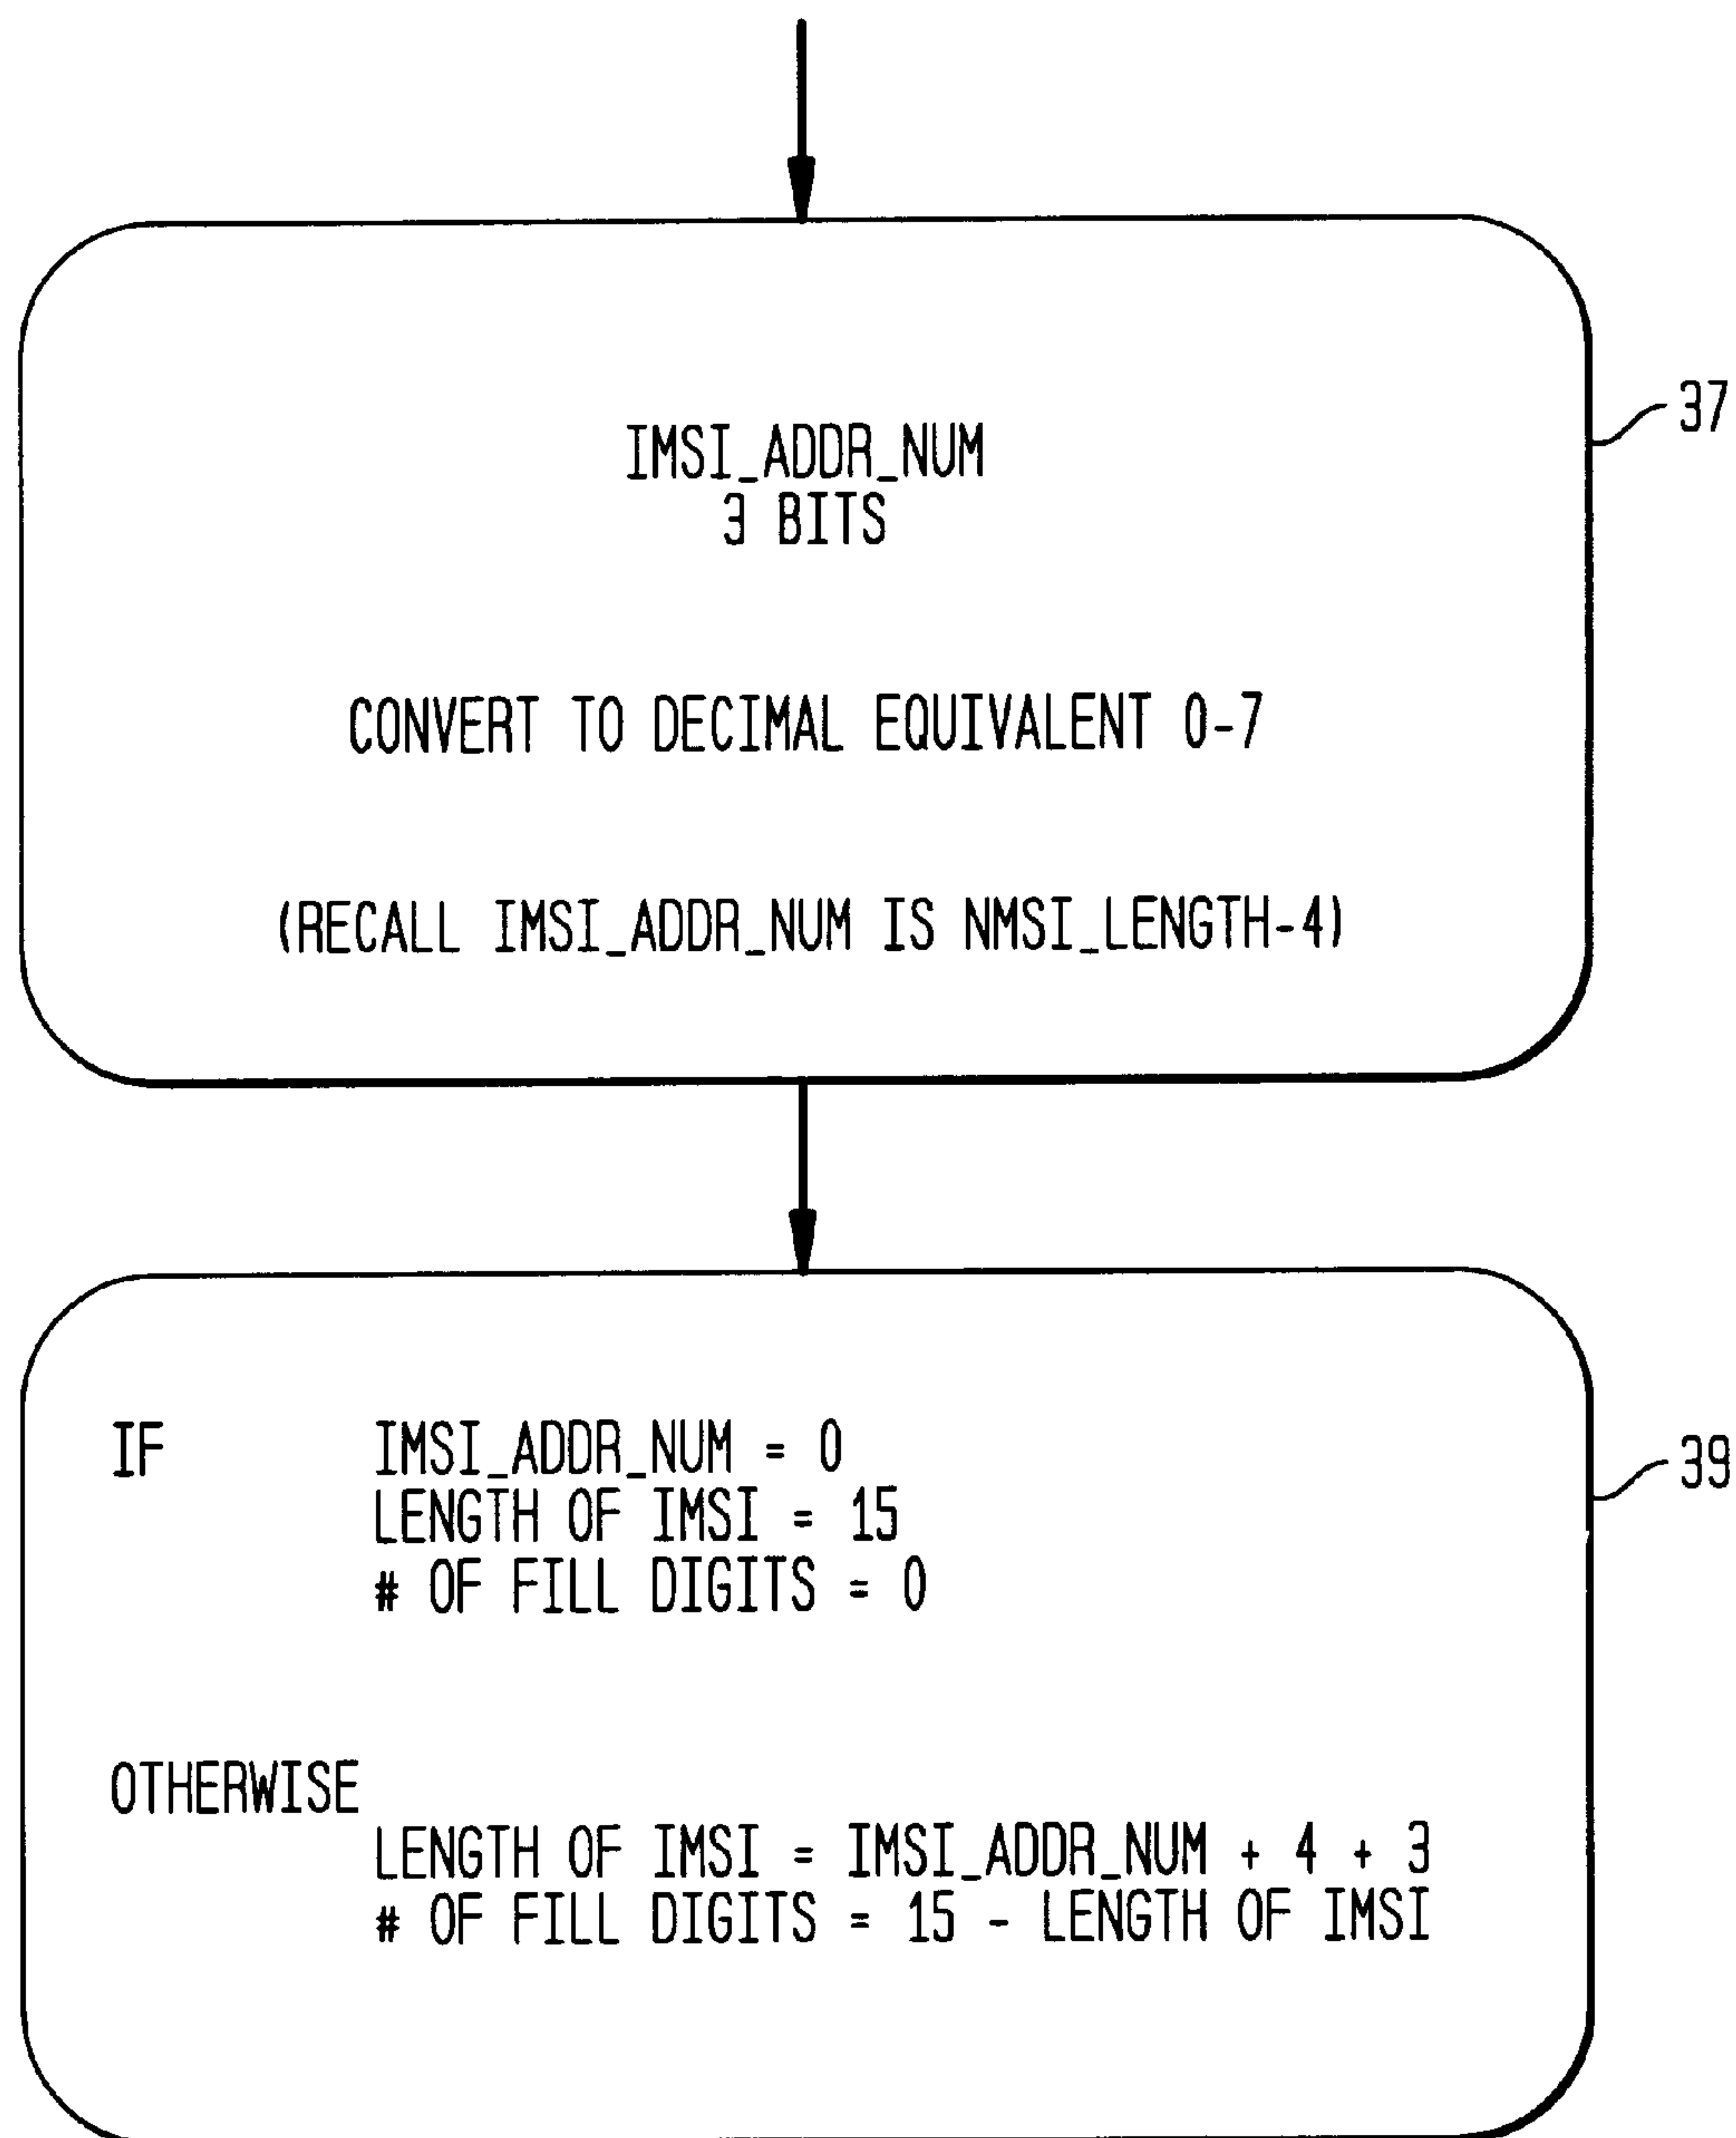 IMSI_ADDR_NUM
3 BITS
CONVERT TO DECIMAL EQUIVALENT 0-7
(RECALL IMSI_ADDR_NUM IS NMSI_LENGTH-4)
37
IF IMSI_ADDR_NUM = 0
LENGTH OF IMSI = 15
# OF FILL DIGITS = 0
39
OTHERWISE
LENGTH OF IMSI = IMSI_ADDR_NUM + 4 + 3
# OF FILL DIGITS = 15 - LENGTH OF IMSI